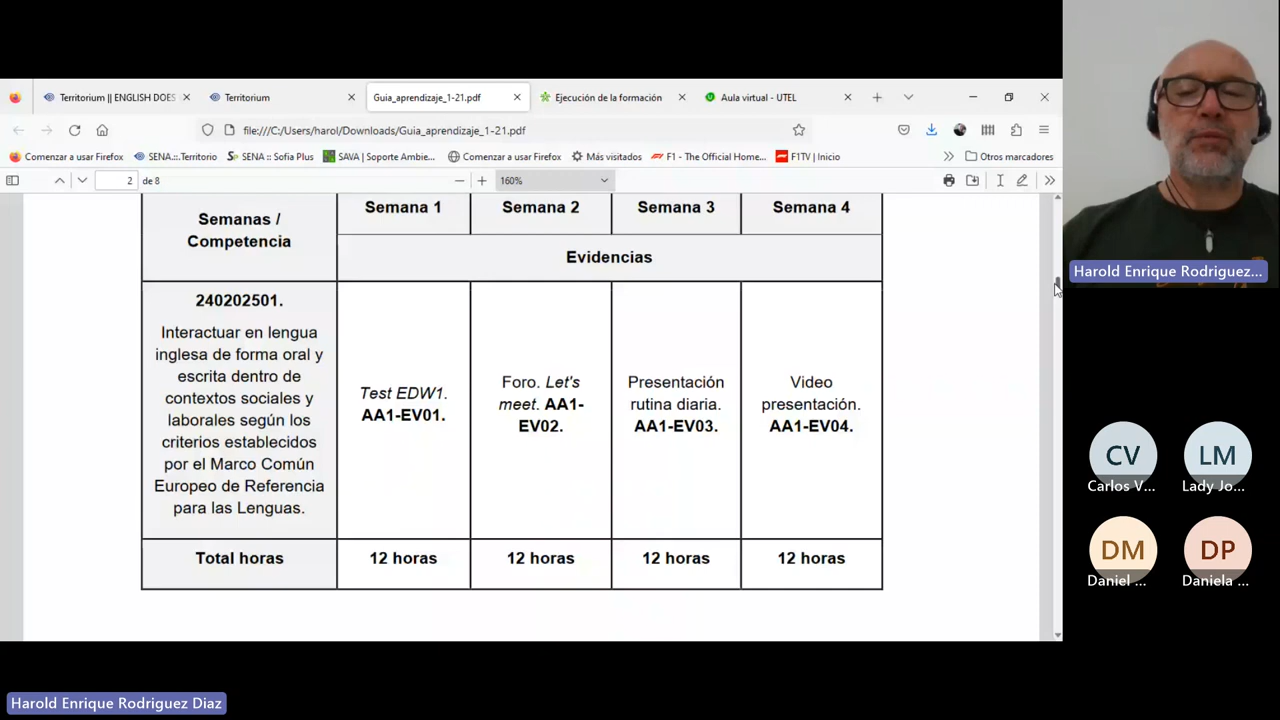 Territorium || ENGLISH DOES
Territorium
Guia_aprendizaje_1-21.pdf
Ejecución de la formación
Aula virtual - UTEL
file:///C:/Users/harol/Downloads/Guia_aprendizaje_1-21.pdf
Comenzar a usar Firefox
SENA.::.Territorio
SENA :: Sofia Plus
SAVA | Soporte Ambie...
Comenzar a usar Firefox
Más visitados
F1 - The Official Home...
F1TV | Inicio
Otros marcadores
2 de 8
160%
Semanas /
Competencia
Semana 1
Semana 2
Semana 3
Semana 4
Evidencias
240202501.
Interactuar en lengua
inglesa de forma oral y
escrita dentro de
contextos sociales y
laborales según los
criterios establecidos
por el Marco Común
Europeo de Referencia
para las Lenguas.
Test EDW1.
AA1-EV01.
Foro. Let's
meet. AA1-
EV02.
Presentación
rutina diaria.
AA1-EV03.
Video
presentación.
AA1-EV04.
Total horas
12 horas
12 horas
12 horas
12 horas
Harold Enrique Rodriguez...
CV
Carlos V...
LM
Lady Jo...
DM
Daniel ...
DP
Daniela ...
Harold Enrique Rodriguez Diaz